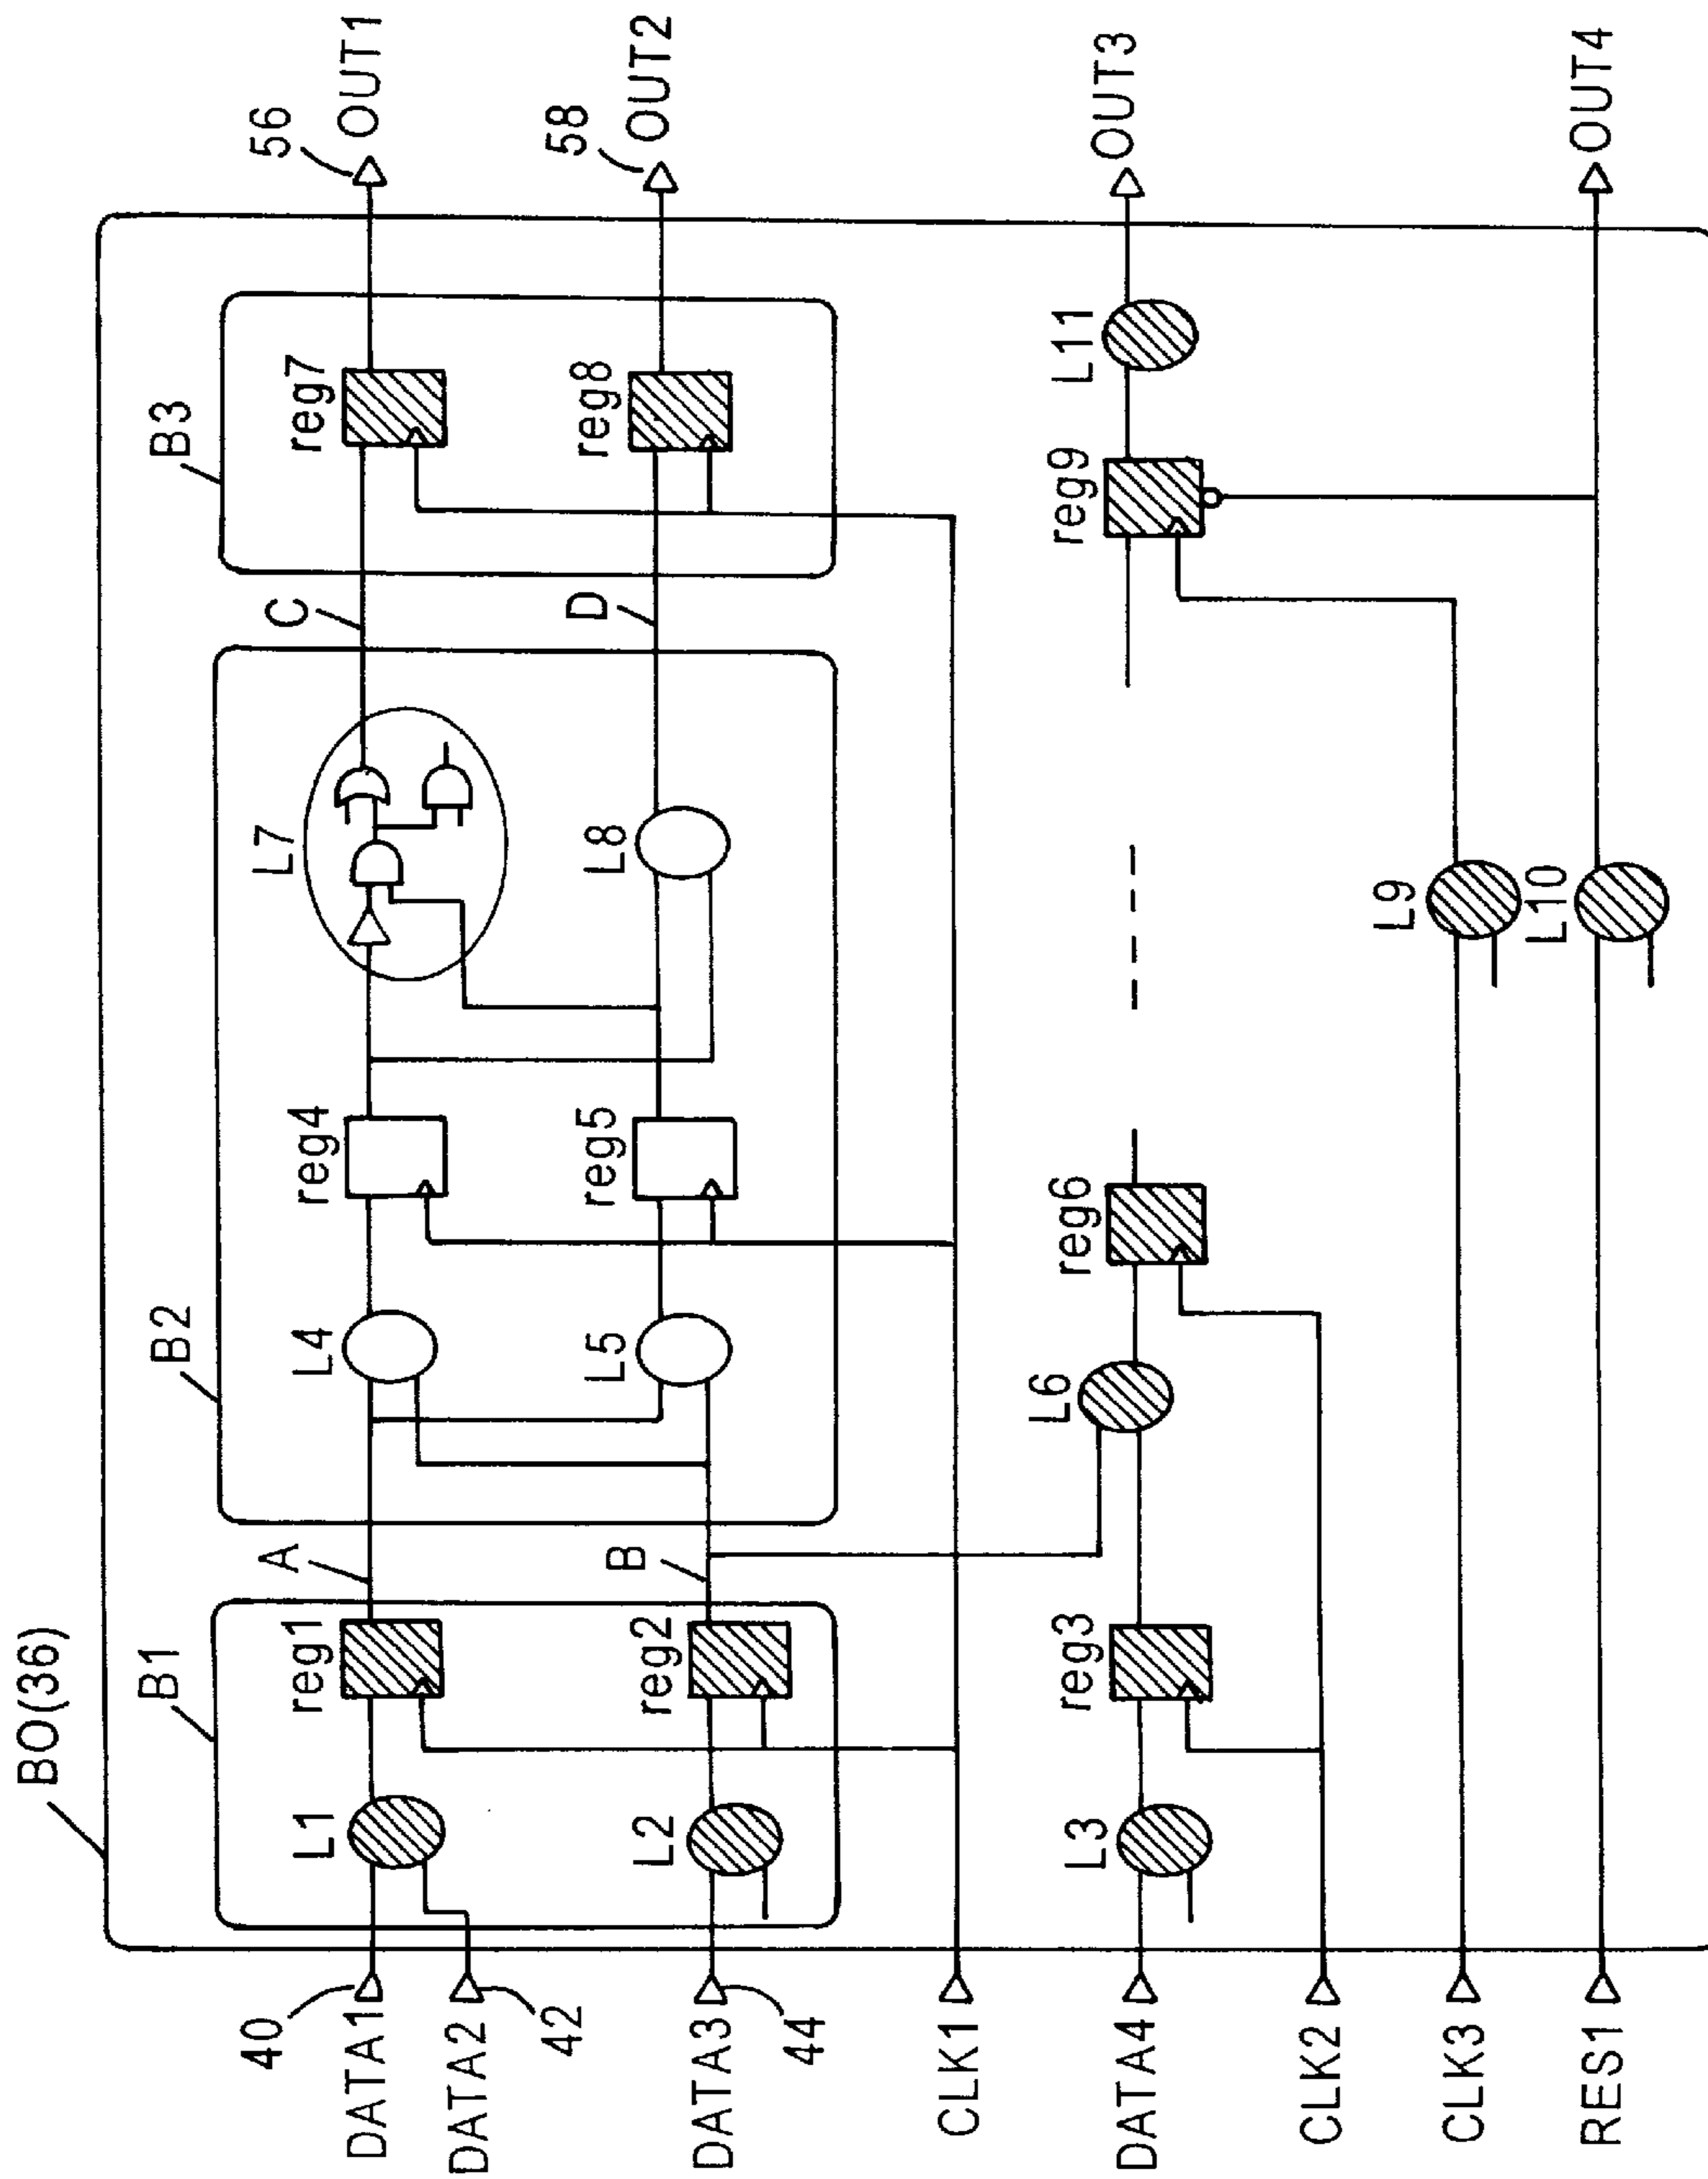 BO(36)
B1
B2
B3
40
DATA1
DATA2
42
DATA3
44
CLK1
DATA4
CLK2
CLK3
RES1
L1
reg1
L2
reg2
L3
reg3
A
B
L4
reg4
L5
reg5
L6
reg6
L7
L8
C
D
reg7
reg8
L9
L10
reg9
L11
56
OUT1
58
OUT2
OUT3
OUT4